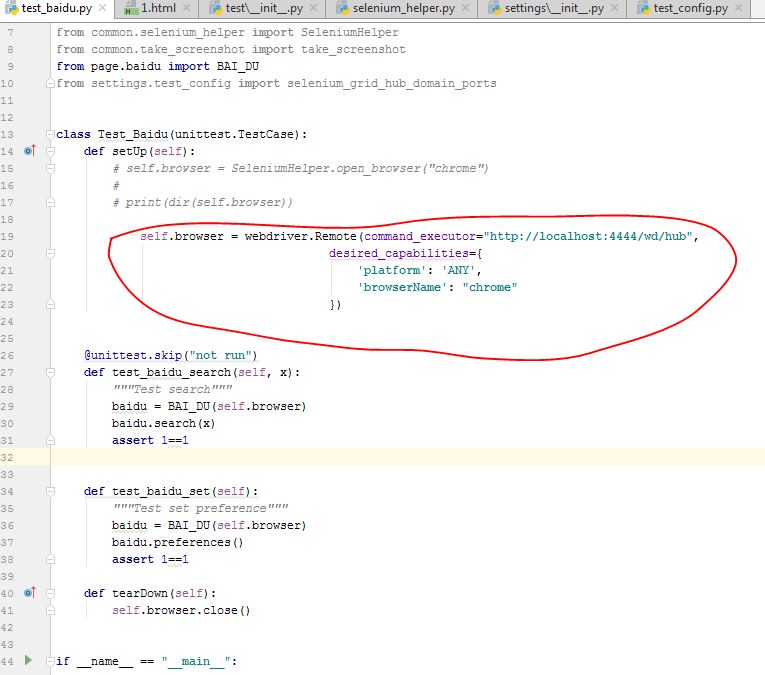 test_baidu.py 1.html test\__init__.py selenium_helper.py settings\__init__.py test_config.py
7 from common.selenium_helper import SeleniumHelper
8 from common.take_screenshot import take_screenshot
9 from page.baidu import BAI_DU
10 from settings.test_config import selenium_grid_hub_domain_ports
11
12
13 class Test_Baidu(unittest.TestCase):
14 def setUp(self):
15 # self.browser = SeleniumHelper.open_browser("chrome")
16 #
17 # print(dir(self.browser))
18
19 self.browser = webdriver.Remote(command_executor="http://localhost:4444/wd/hub",
20 desired_capabilities={
21 'platform': 'ANY',
22 'browserName': "chrome"
23 })
24
25
26 @unittest.skip("not run")
27 def test_baidu_search(self, x):
28 """Test search"""
29 baidu = BAI_DU(self.browser)
30 baidu.search(x)
31 assert 1==1
32
33
34 def test_baidu_set(self):
35 """Test set preference"""
36 baidu = BAI_DU(self.browser)
37 baidu.preferences()
38 assert 1==1
39
40 def tearDown(self):
41 self.browser.close()
42
43
44 if __name__ == "__main__":